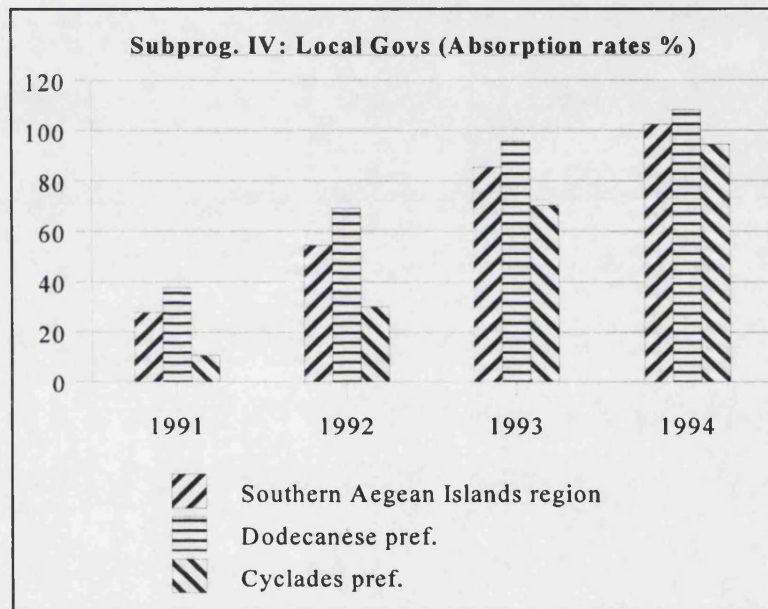 Subprog. IV: Local Govs (Absorption rates %)
120
100
80
60
40
20
0
1991 1992 1993 1994
Southern Aegean Islands region
Dodecanese pref.
Cyclades pref.